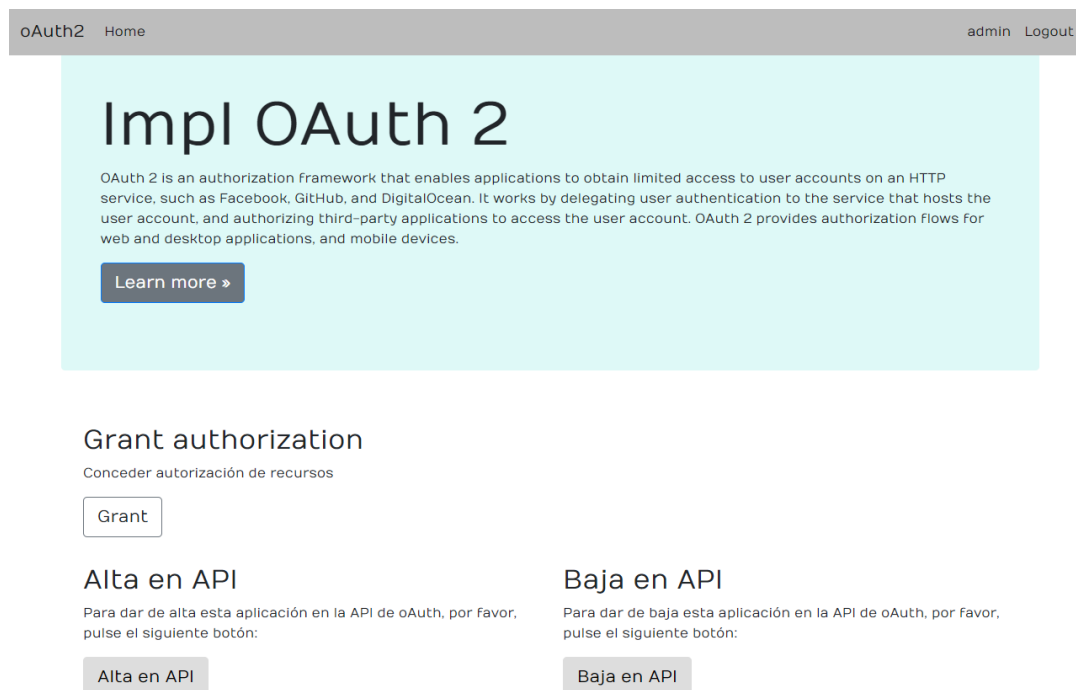 oAuth2 Home admin Logout
Impl OAuth 2
OAuth 2 is an authorization framework that enables applications to obtain limited access to user accounts on an HTTP
service, such as Facebook, GitHub, and DigitalOcean. It works by delegating user authentication to the service that hosts the
user account, and authorizing third-party applications to access the user account. OAuth 2 provides authorization flows for
web and desktop applications, and mobile devices.
Learn more »
Grant authorization
Conceder autorización de recursos
Grant
Alta en API
Para dar de alta esta aplicación en la API de oAuth, por favor,
pulse el siguiente botón:
Alta en API
Baja en API
Para dar de baja esta aplicación en la API de oAuth, por favor,
pulse el siguiente botón:
Baja en API